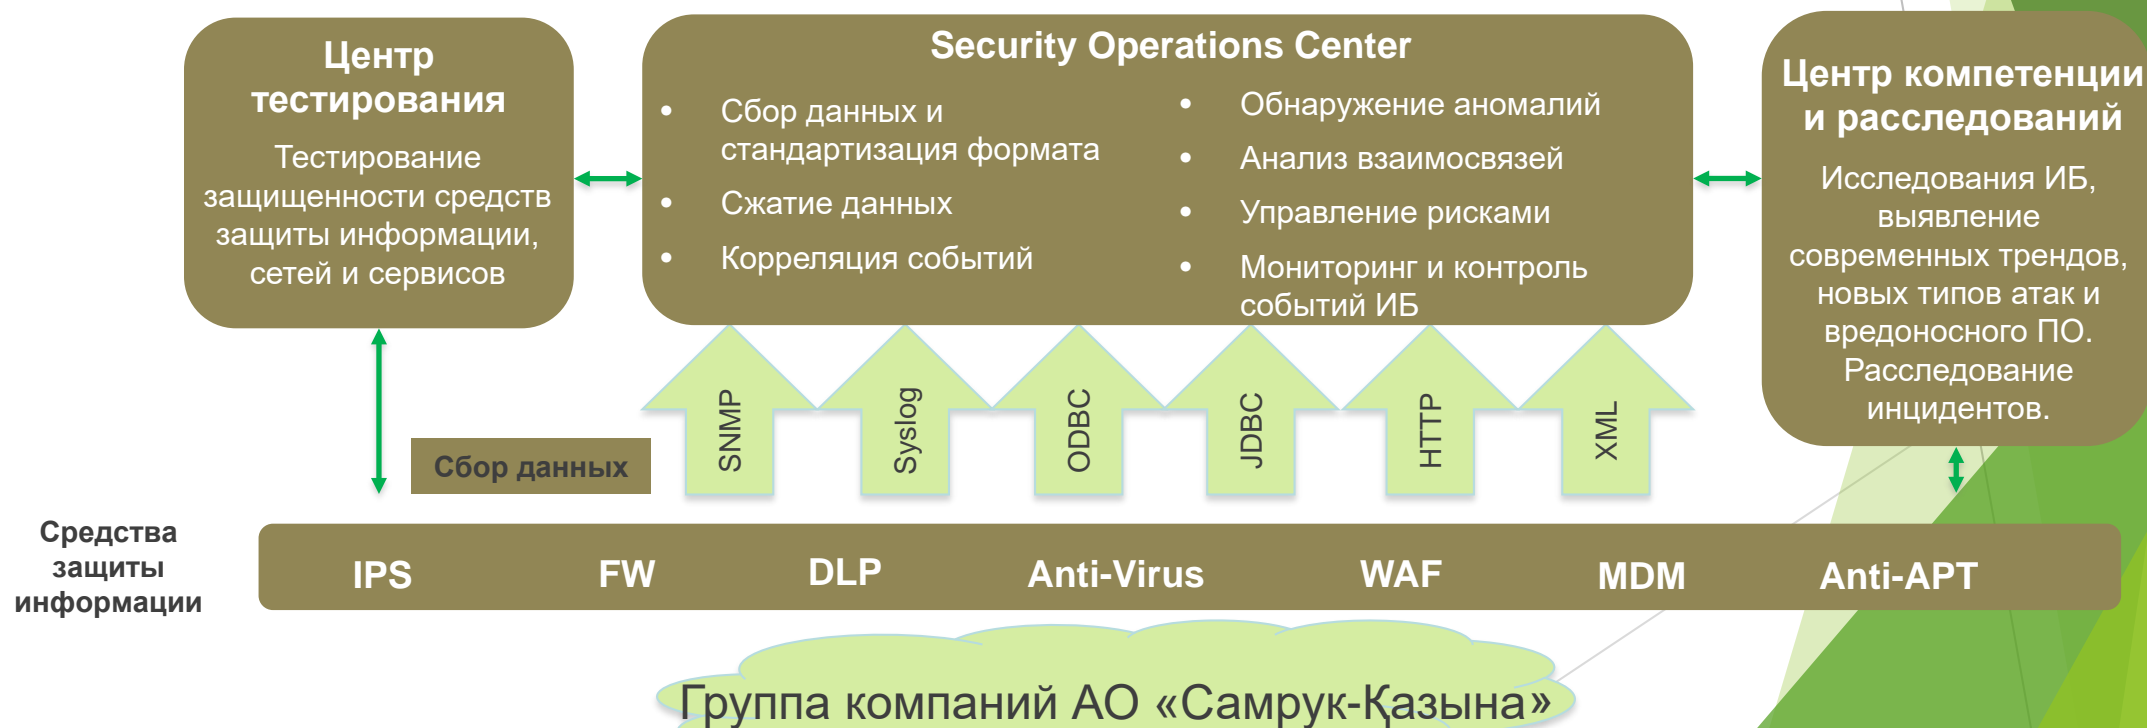 Центр
тестирования
Тестирование
защищенности средств
защиты информации,
сетей и сервисов
Security Operations Center
• Сбор данных и
стандартизация формата
• Сжатие данных
• Корреляция событий
• Обнаружение аномалий
• Анализ взаимосвязей
• Управление рисками
• Мониторинг и контроль
событий ИБ
Центр компетенции
и расследований
Исследования ИБ,
выявление
современных трендов,
новых типов атак и
вредоносного ПО.
Расследование
инцидентов.
Сбор данных
SNMP
Syslog
ODBC
JDBC
HTTP
XML
Средства
защиты
информации
IPS FW DLP Anti-Virus WAF MDM Anti-APT
Группа компаний АО «Самрук-Қазына»